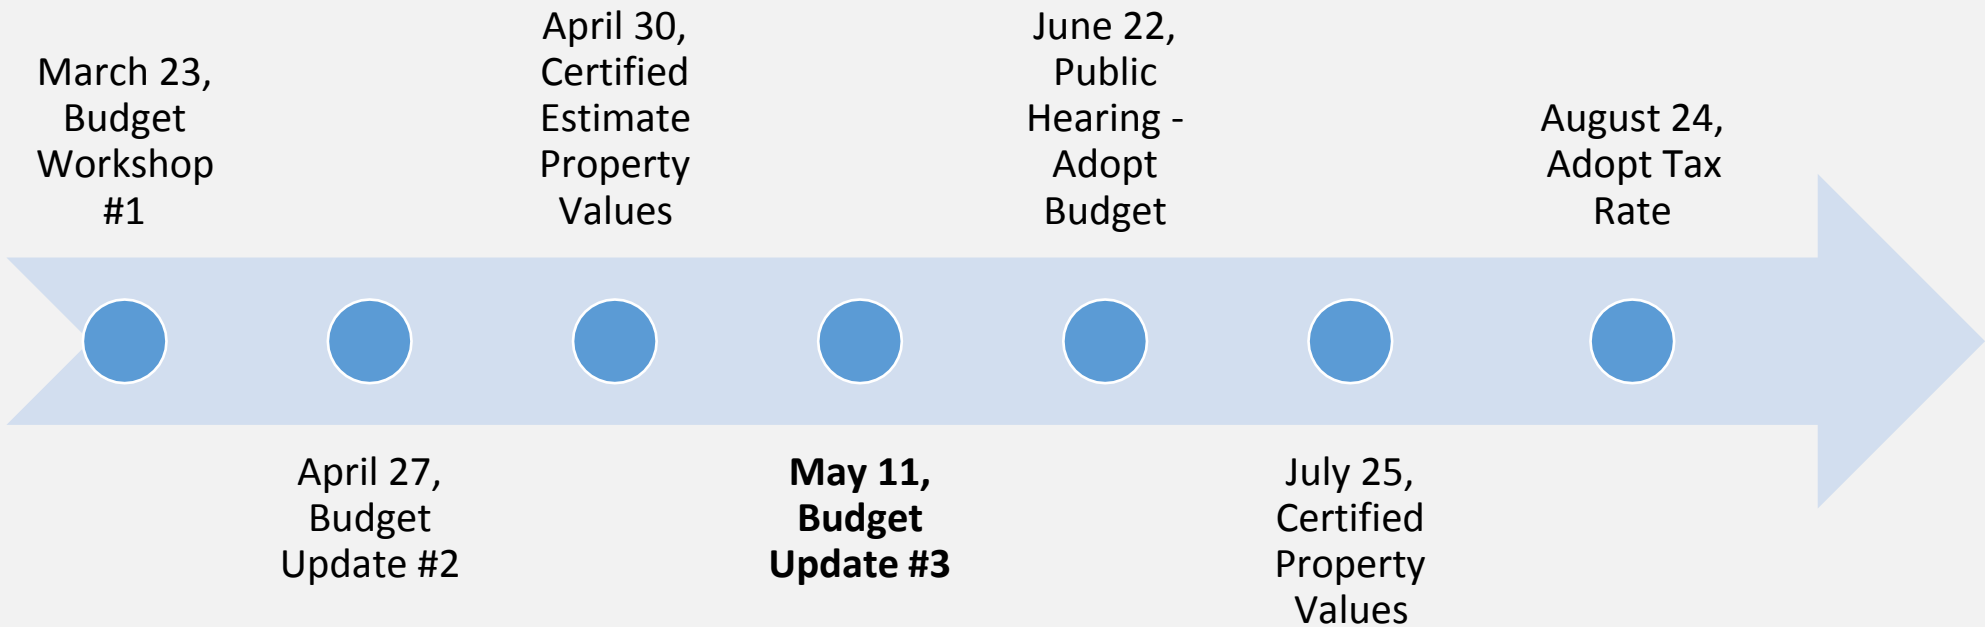 March 23,
Budget
Workshop
#1
April 27,
Budget
Update #2
April 30,
Certified
Estimate
Property
Values
May 11,
Budget
Update #3
June 22,
Public
Hearing -
Adopt
Budget
July 25,
Certified
Property
Values
August 24,
Adopt Tax
Rate